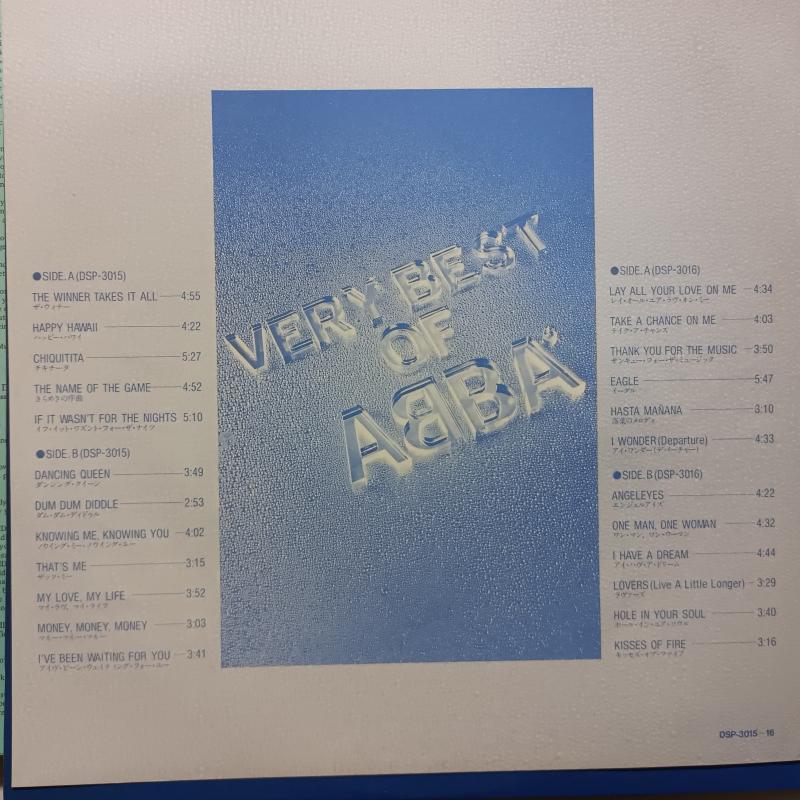 ●SIDE.A (DSP-3015)
THE WINNER TAKES IT ALL 4:55
ザ・ウィナー
HAPPY HAWAII 4:22
ハッピー・ハワイ
CHIQUITITA 5:27
チキチータ
THE NAME OF THE GAME 4:52
きらめきの序曲
IF IT WASN'T FOR THE NIGHTS 5:10
イフ・イット・ワズント・フォー・ザ・ナイツ
●SIDE.B (DSP-3015)
DANCING QUEEN 3:49
ダンシング・クイーン
DUM DUM DIDDLE 2:53
ダム・ダム・ディドゥル
KNOWING ME, KNOWING YOU 4:02
ノウイング・ミー・ノウイング・ユー
THAT'S ME 3:15
ザッツ・ミー
MY LOVE, MY LIFE 3:52
マイ・ラヴ、マイ・ライフ
MONEY, MONEY, MONEY 3:03
マネー・マネー・マネー
I'VE BEEN WAITING FOR YOU 3:41
アイヴ・ビーン・ウェイティング・フォー・ユー
VERY BEST
OF
ABBA
●SIDE.A (DSP-3016)
LAY ALL YOUR LOVE ON ME 4:34
レイ・オール・ユア・ラヴ・オン・ミー
TAKE A CHANCE ON ME 4:03
テイク・ア・チャンス
THANK YOU FOR THE MUSIC 3:50
サンキュー・フォー・ザ・ミュージック
EAGLE 5:47
イーグル
HASTA MAÑANA 3:10
落葉のメロディ
I WONDER (Departure) 4:33
アイ・ワンダー(デパーチャー)
●SIDE.B (DSP-3016)
ANGELEYES 4:22
エンジェルアイズ
ONE MAN, ONE WOMAN 4:32
ワン・マン、ワン・ウーマン
I HAVE A DREAM 4:44
アイ・ハヴ・ア・ドリーム
LOVERS (Live A Little Longer) 3:29
ラヴァーズ
HOLE IN YOUR SOUL 3:40
ホール・イン・ユア・ソウル
KISSES OF FIRE 3:16
キッセズ・オブ・ファイア
DSP-3015-16